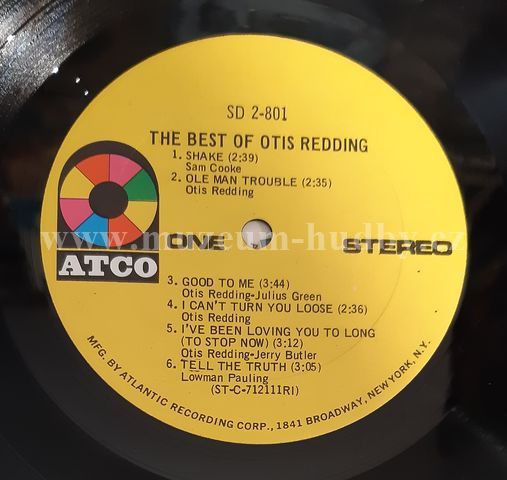 SD 2-801
THE BEST OF OTIS REDDING
1. SHAKE (2:39)
Sam Cooke
2. OLE MAN TROUBLE (2:35)
Otis Redding
www.muzeum-hudby.cz
ONE
STEREO
ATCO
3. GOOD TO ME (3:44)
Otis Redding-Julius Green
4. I CAN'T TURN YOU LOOSE (2:36)
Otis Redding
5. I'VE BEEN LOVING YOU TO LONG
(TO STOP NOW) (3:12)
Otis Redding-Jerry Butler
6. TELL THE TRUTH (3:05)
Lowman Pauling
(ST-C-712111RI)
MFG. BY ATLANTIC RECORDING CORP., 1841 BROADWAY, NEW YORK, N.Y.